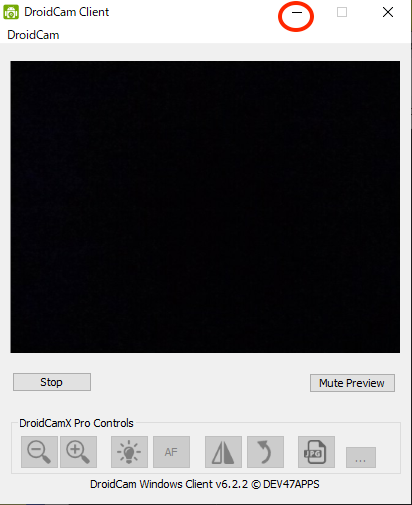 DroidCam Client
DroidCam
Stop
Mute Preview
DroidCamX Pro Controls
AF
JPG
...
DroidCam Windows Client v6.2.2 © DEV47APPS